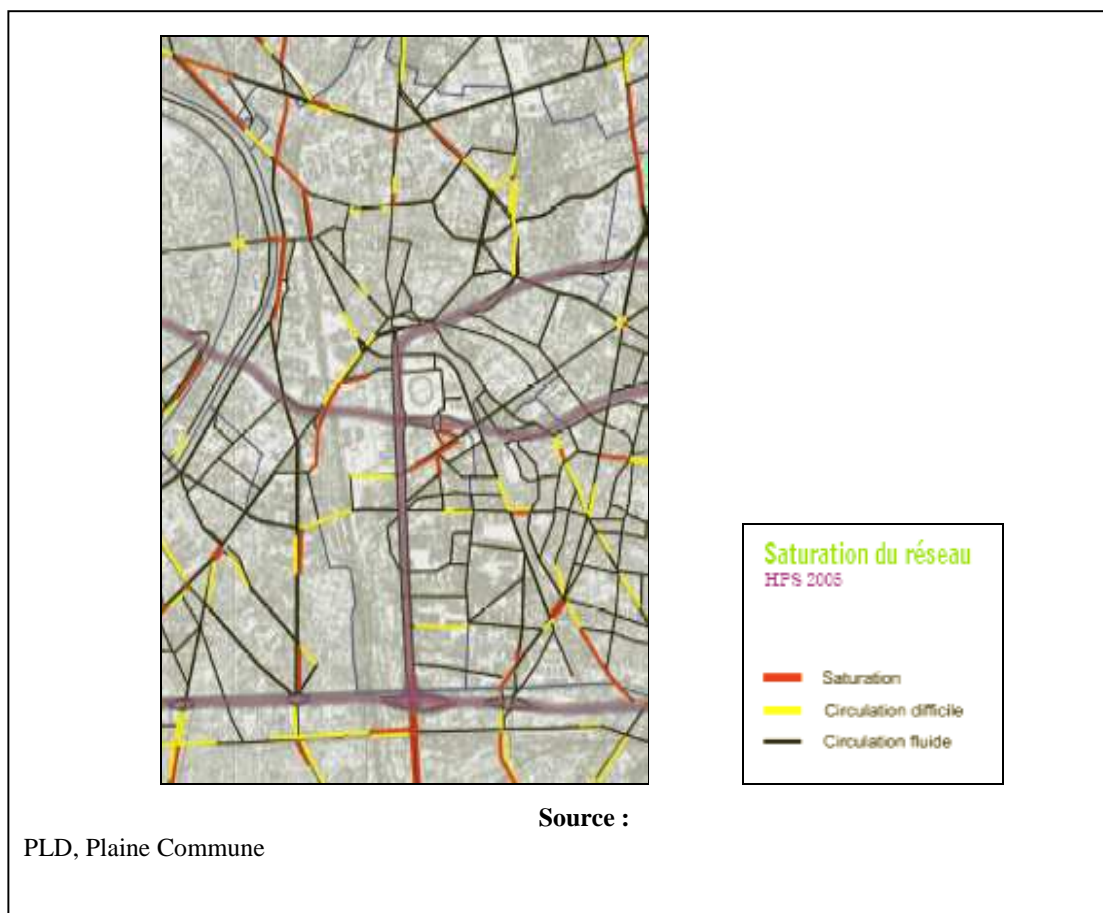 Saturation du réseau
HPS 2005
Saturation
Circulation difficile
Circulation fluide
Source :
PLD, Plaine Commune